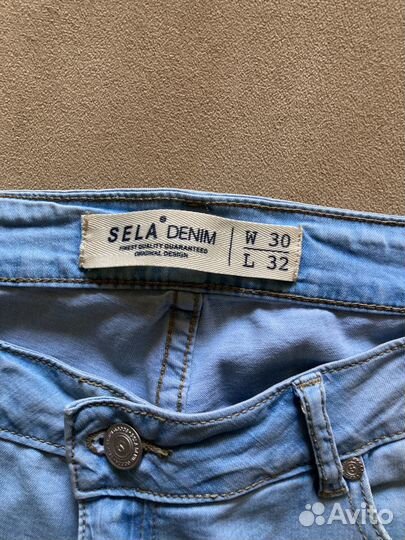 SELA® DENIM
FINEST QUALITY GUARANTEED
ORIGINAL DESIGN
W 30
L 32
Avito